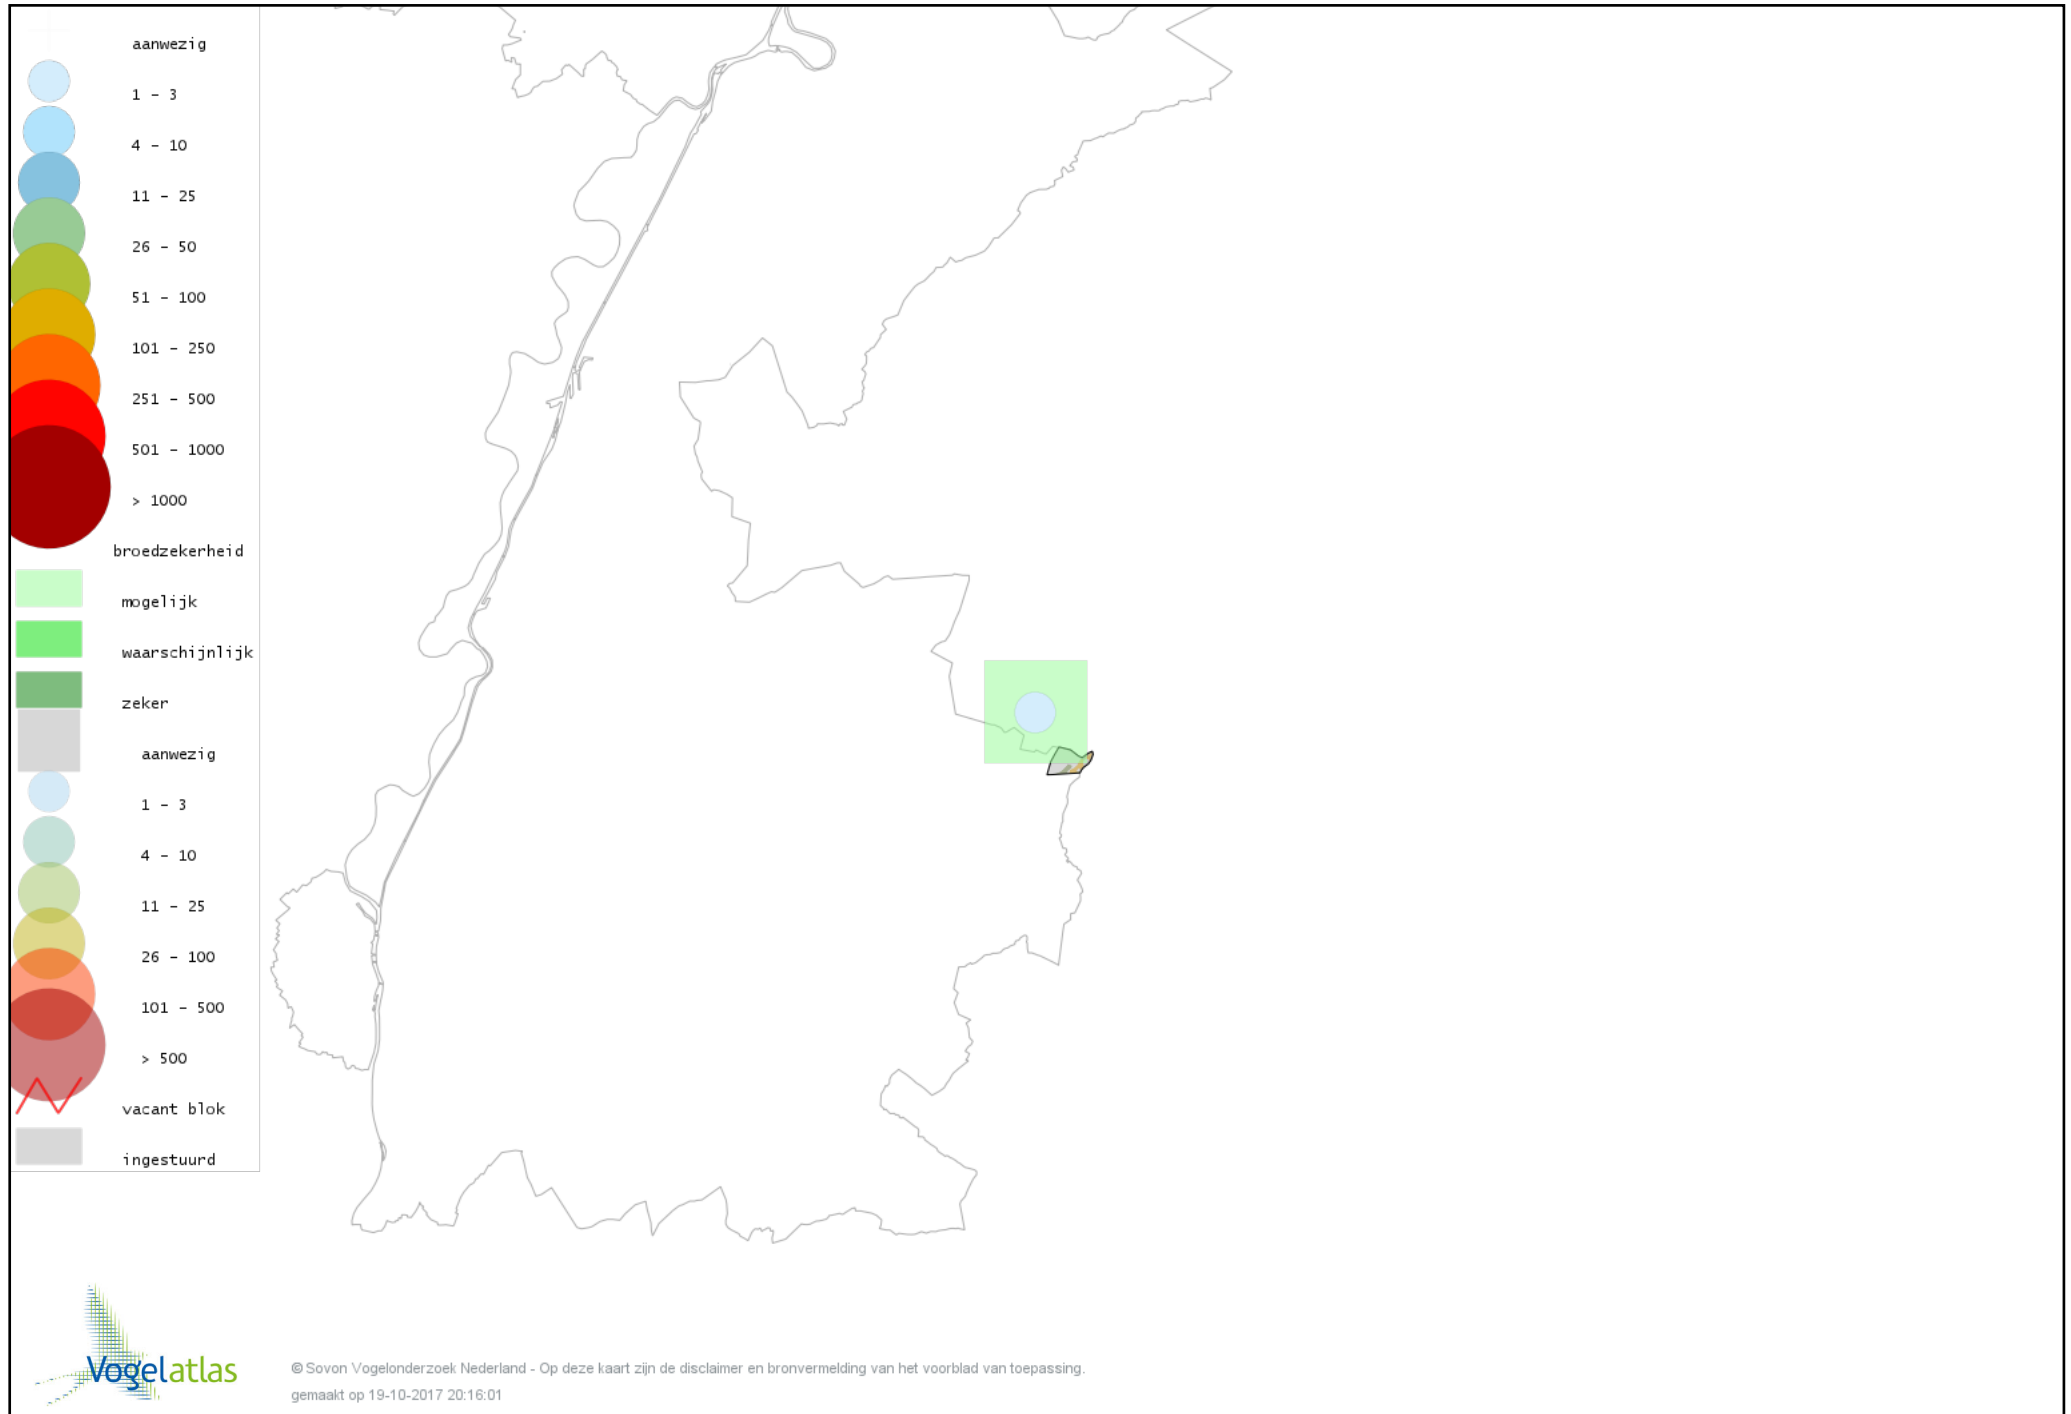 aanwezig
1 - 3
4 - 10
11 - 25
26 - 50
51 - 100
101 - 250
251 - 500
501 - 1000
> 1000
broedzekerheid
mogelijk
waarschijnlijk
zeker
aanwezig
1 - 3
4 - 10
11 - 25
26 - 100
101 - 500
> 500
vacant blok
ingestuurd
Vogelatlas
© Sovon Vogelonderzoek Nederland - Op deze kaart zijn de disclaimer en bronvermelding van het voorblad van toepassing.
gemaakt op 19-10-2017 20:16:01